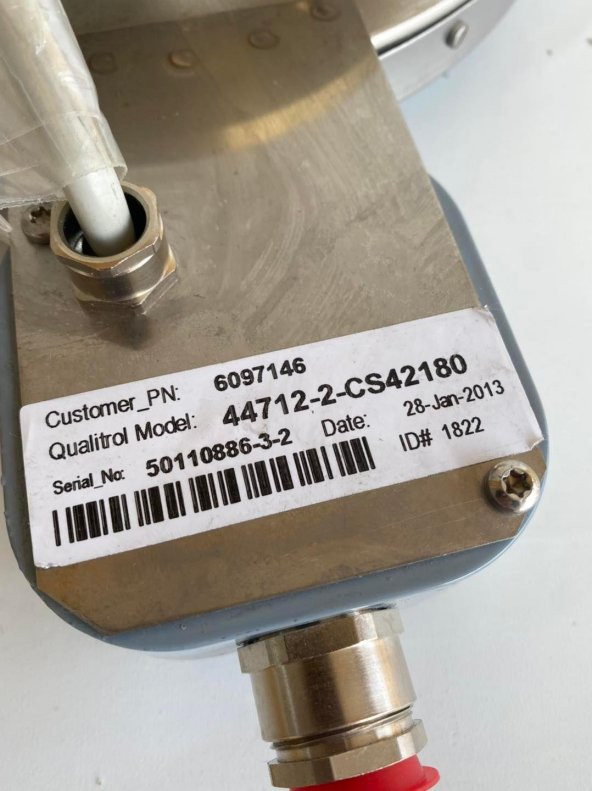 Customer_PN: 6097146
Qualitrol Model: 44712-2-CS42180
Serial_No: 50110886-3-2 Date: 28-Jan-2013
ID# 1822